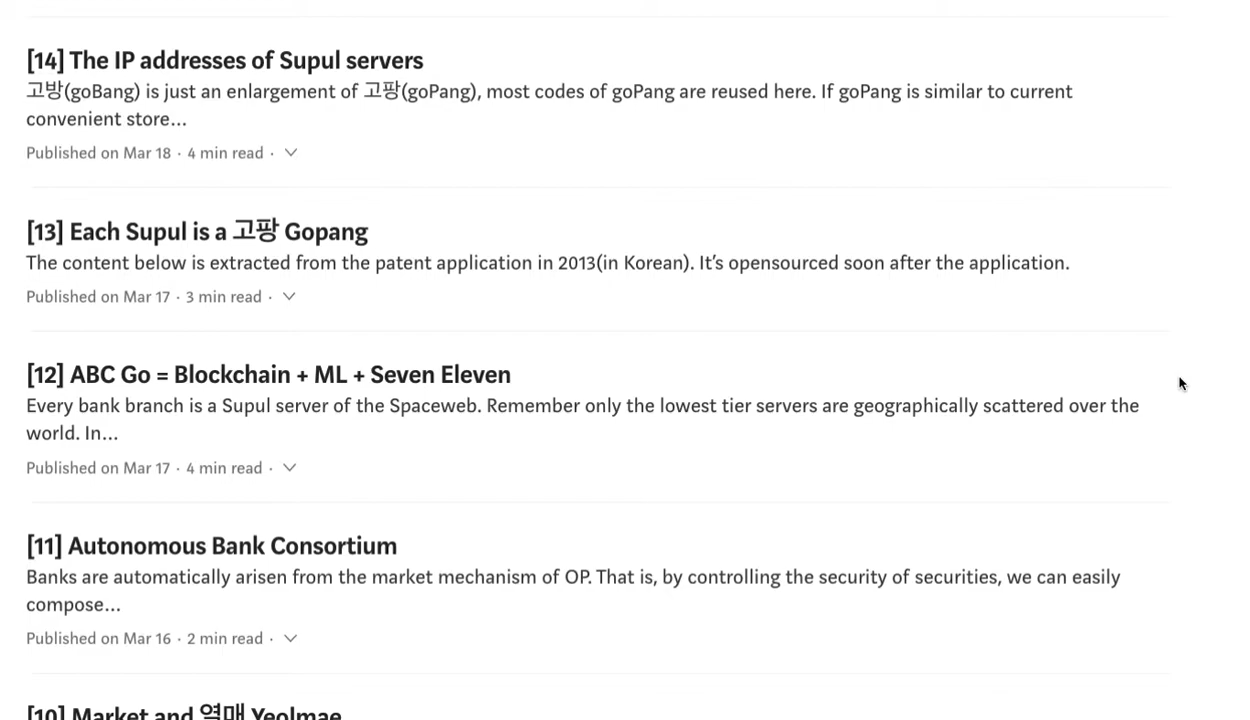 [14] The IP addresses of Supul servers
고방(goBang) is just an enlargement of 고팡(goPang), most codes of goPang are reused here. If goPang is similar to current
convenient store...
Published on Mar 18 · 4 min read ·
[13] Each Supul is a 고팡 Gopang
The content below is extracted from the patent application in 2013(in Korean). It's opensourced soon after the application.
Published on Mar 17 · 3 min read ·
[12] ABC Go = Blockchain + ML + Seven Eleven
Every bank branch is a Supul server of the Spaceweb. Remember only the lowest tier servers are geographically scattered over the
world. In...
Published on Mar 17 · 4 min read ·
[11] Autonomous Bank Consortium
Banks are automatically arisen from the market mechanism of OP. That is, by controlling the security of securities, we can easily
compose...
Published on Mar 16 · 2 min read ·
[10] Market and 열매 Yeolmae